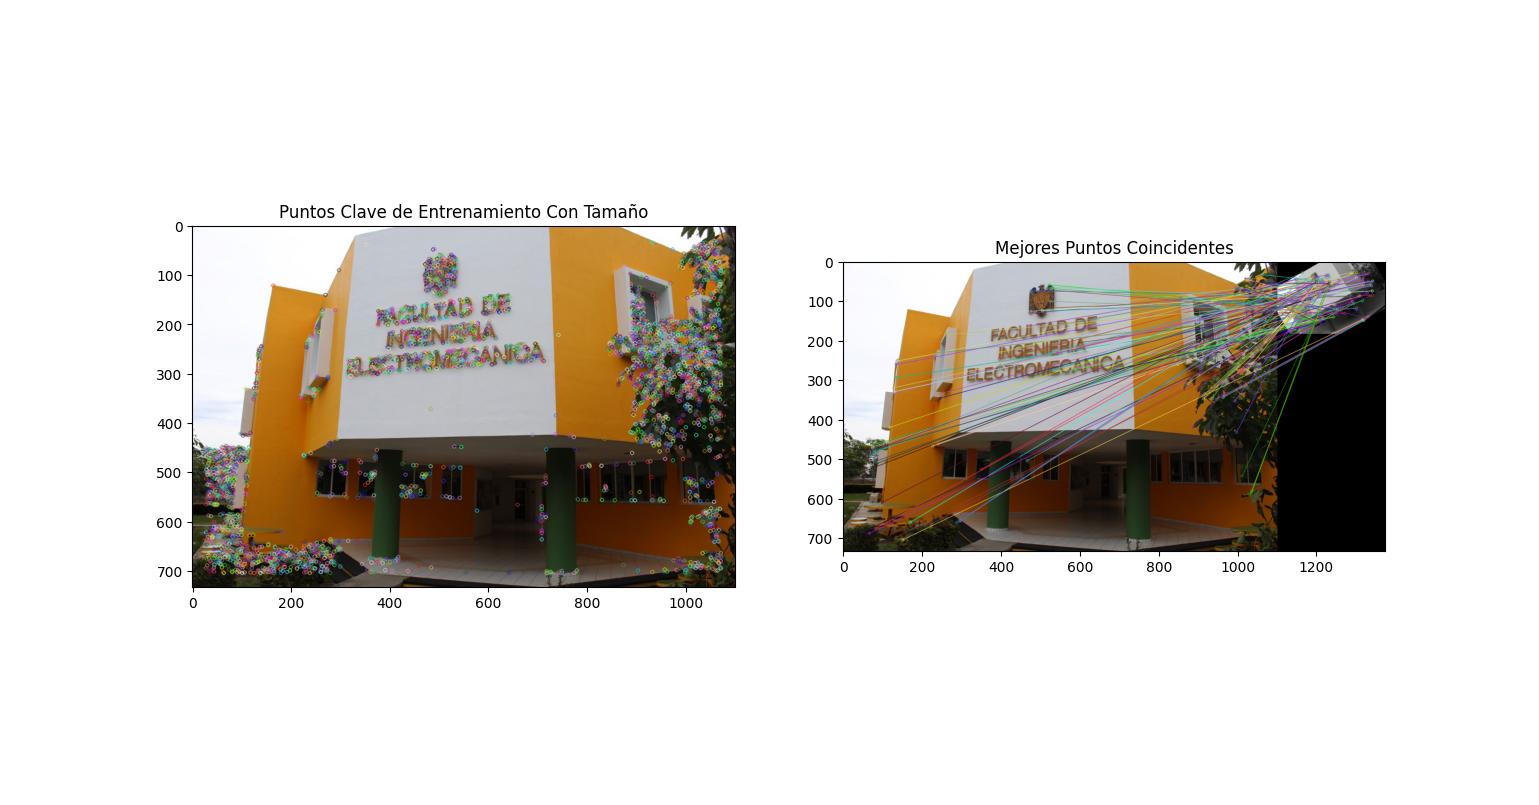 Puntos Clave de Entrenamiento Con Tamaño
0
100
200
300
400
500
600
700
0 200 400 600 800 1000
FACULTAD DE
INGENIERIA
ELECTROMECANICA
Mejores Puntos Coincidentes
0
100
200
300
400
500
600
700
0 200 400 600 800 1000 1200
FACULTAD DE
INGENIERIA
ELECTROMECANICA